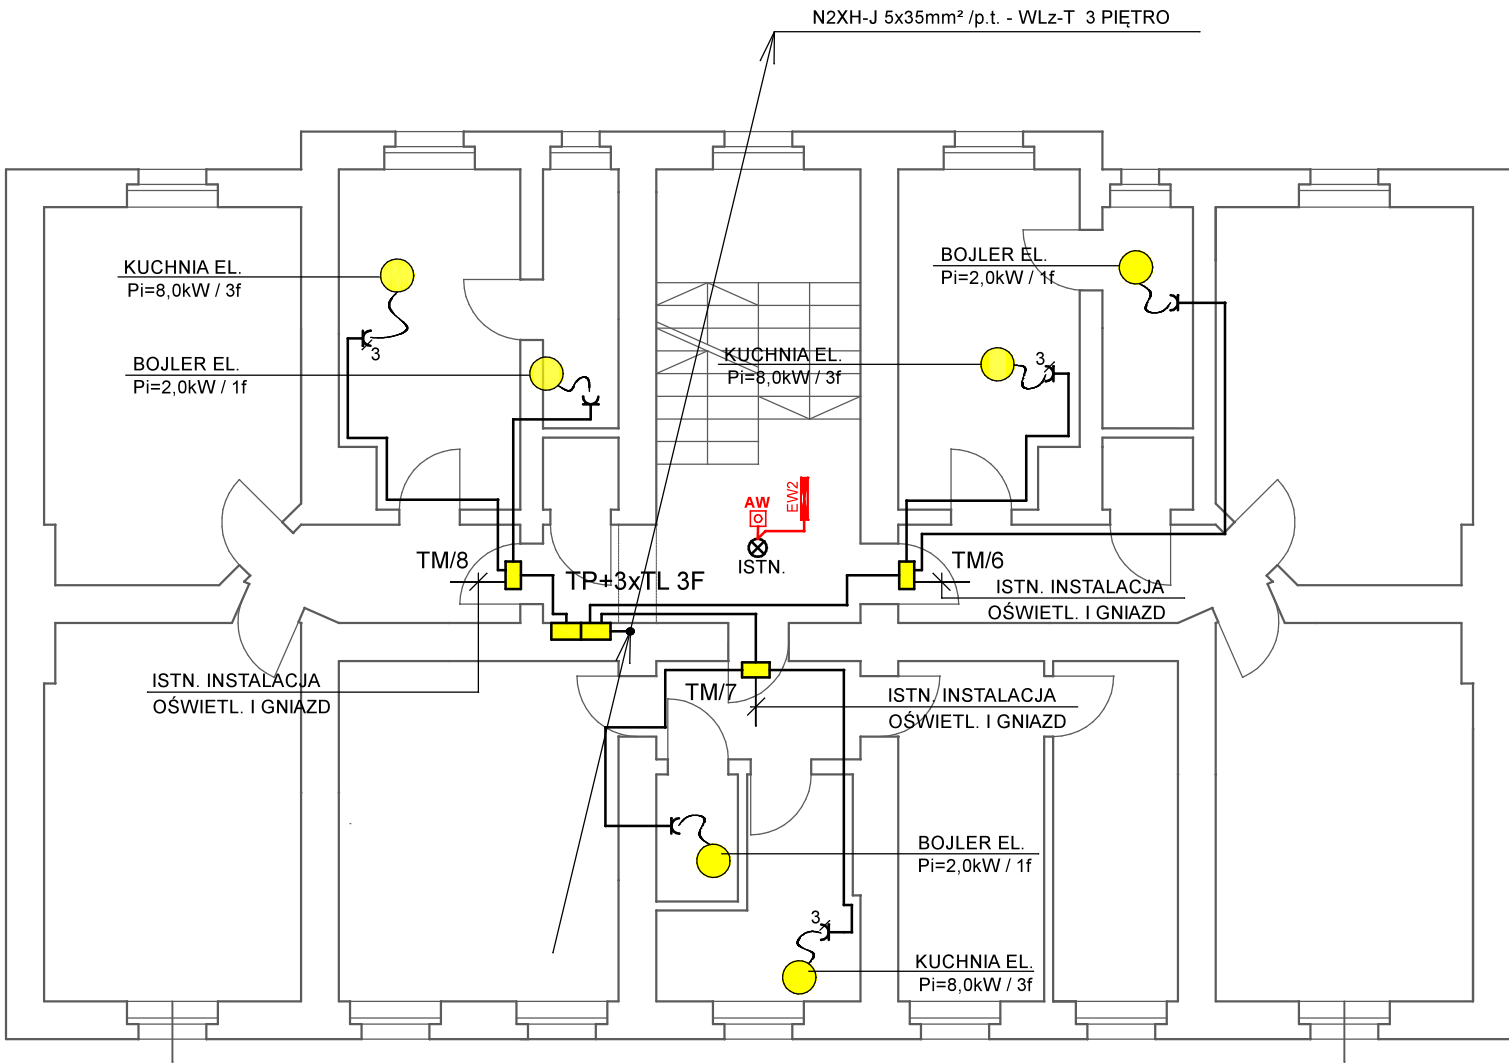 N2XH-J 5x35mm² /p.t. - WLz-T 3 PIĘTRO
KUCHNIA EL.
Pi=8,0kW / 3f
3
BOJLER EL.
Pi=2,0kW / 1f
BOJLER EL.
Pi=2,0kW / 1f
KUCHNIA EL.
Pi=8,0kW / 3f
3
AW
EW2
ISTN.
TM/8
TP+3xTL 3F
TM/6
ISTN. INSTALACJA
OŚWIETL. I GNIAZD
ISTN. INSTALACJA
OŚWIETL. I GNIAZD
TM/7
ISTN. INSTALACJA
OŚWIETL. I GNIAZD
BOJLER EL.
Pi=2,0kW / 1f
3
KUCHNIA EL.
Pi=8,0kW / 3f